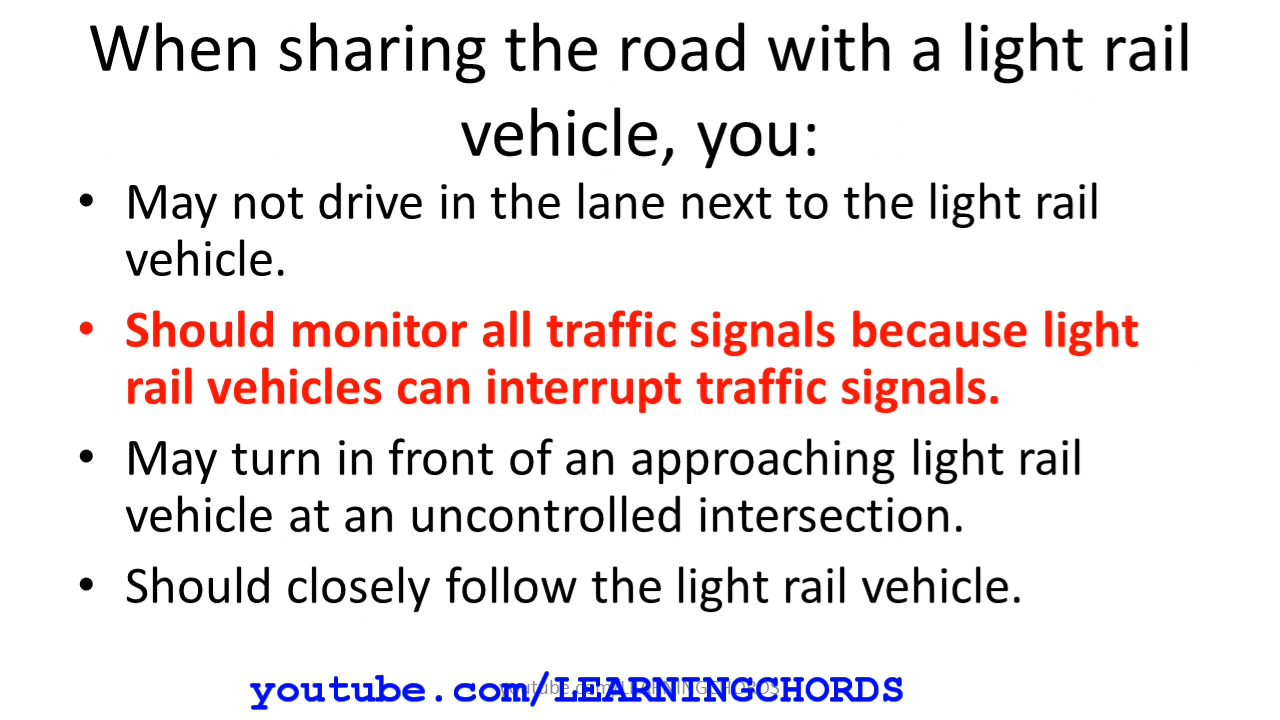 When sharing the road with a light rail
vehicle, you:
• May not drive in the lane next to the light rail
vehicle.
• Should monitor all traffic signals because light
rail vehicles can interrupt traffic signals.
• May turn in front of an approaching light rail
vehicle at an uncontrolled intersection.
• Should closely follow the light rail vehicle.
youtube.com/LEARNINGCHORDS
youtube.com/LEARNINGCHORDS